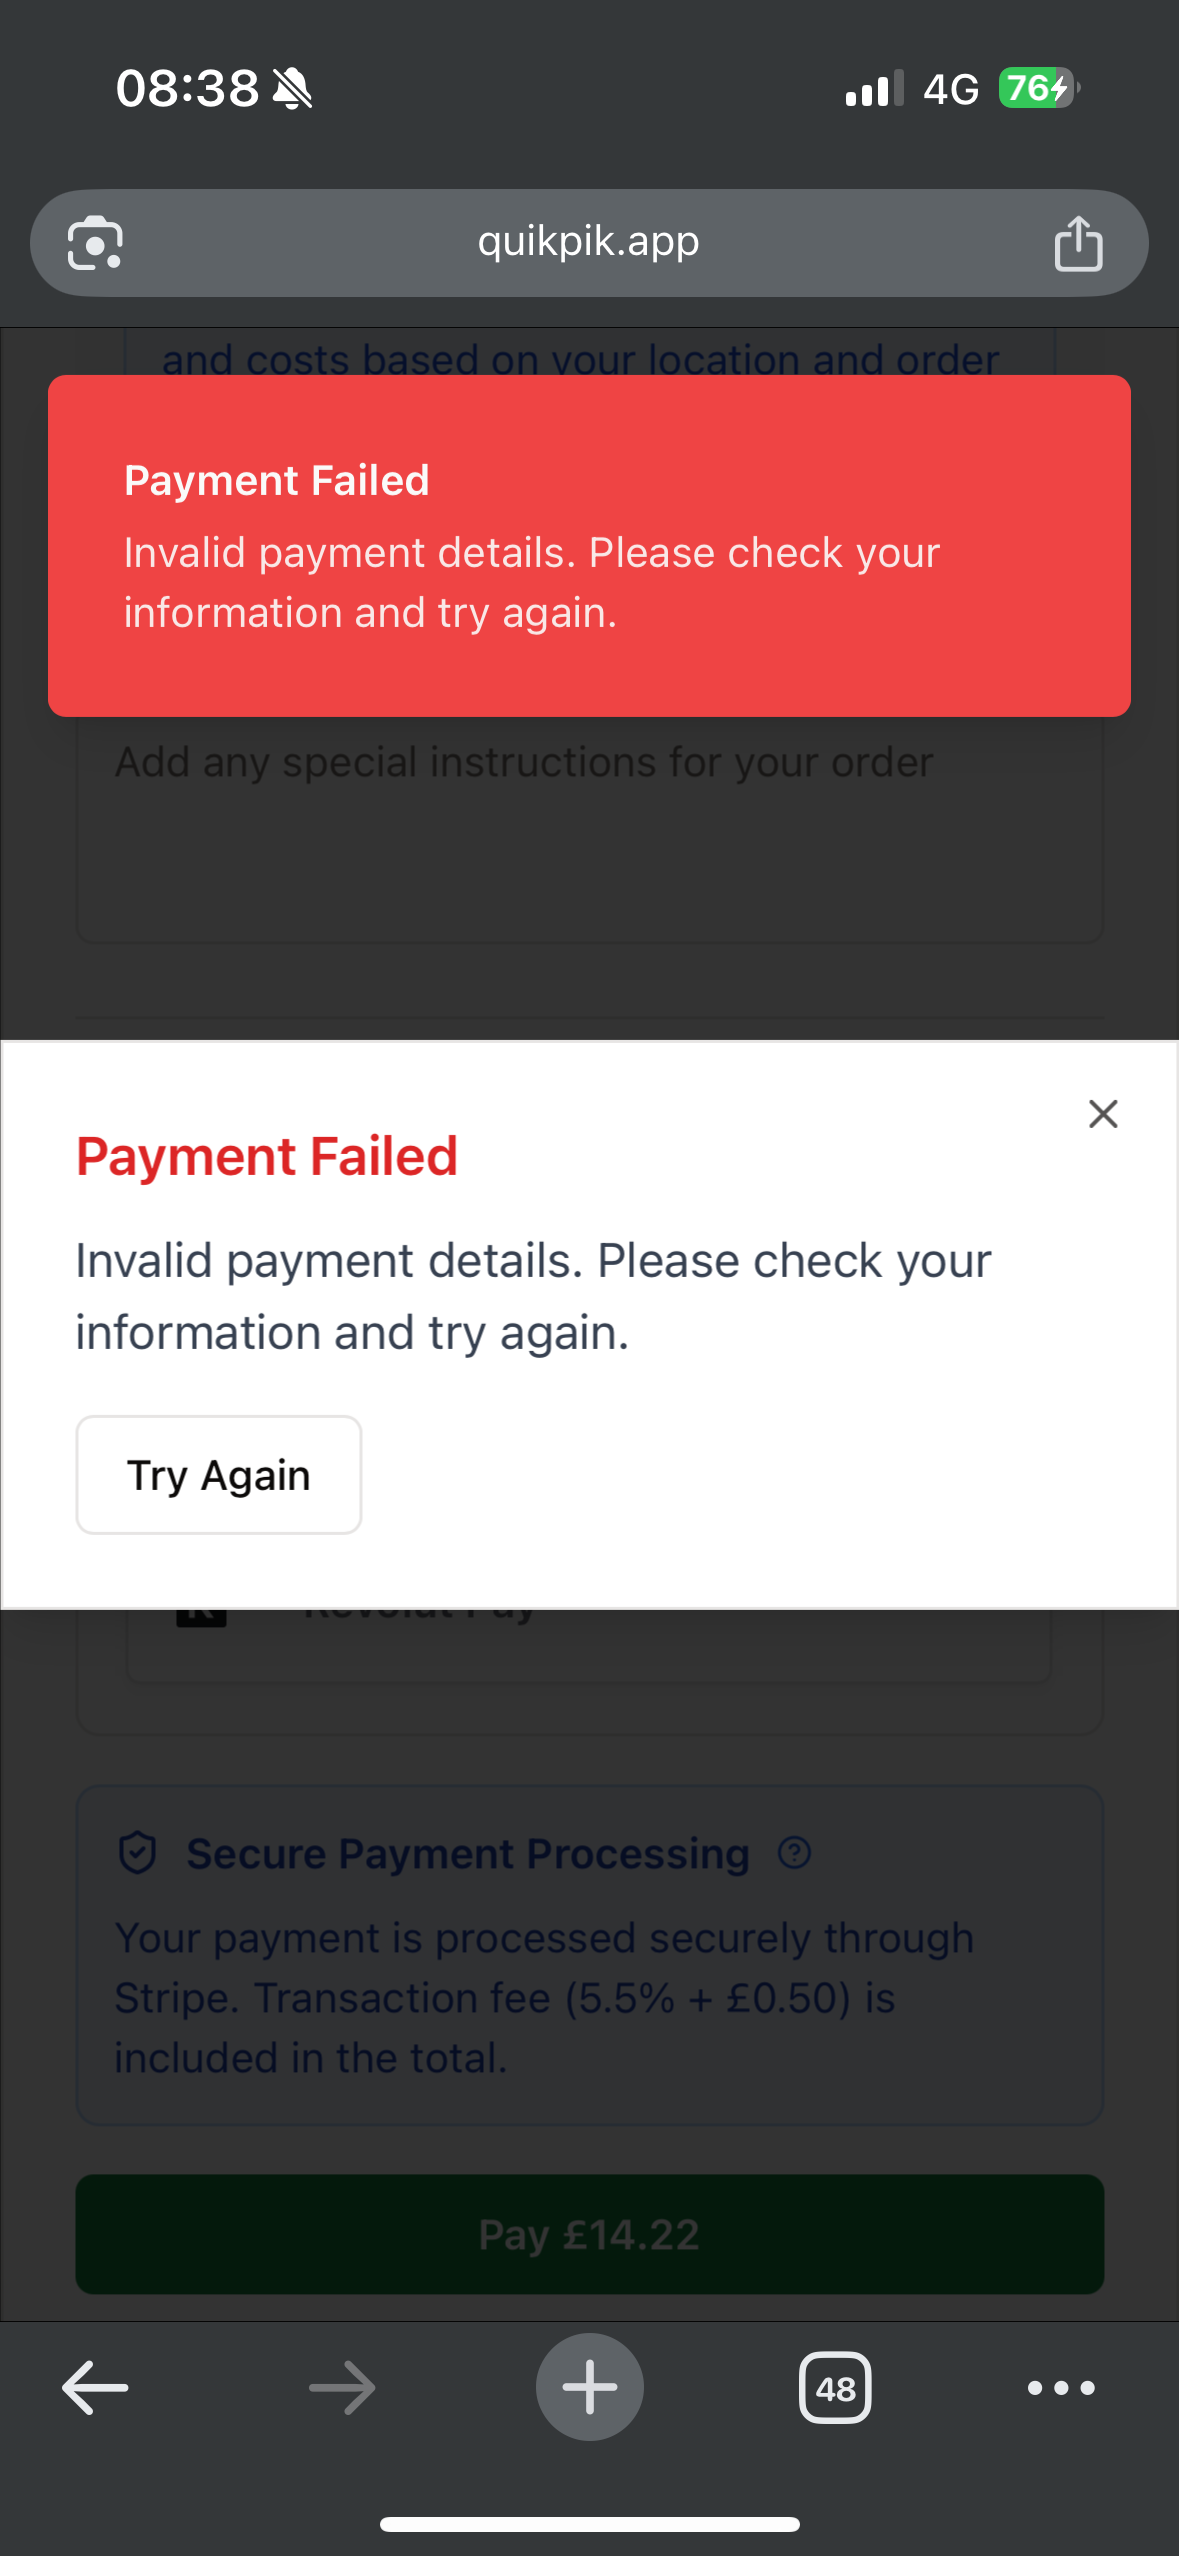 08:38
4G
76
quikpik.app
and costs based on your location and order
Payment Failed
Invalid payment details. Please check your
information and try again.
Add any special instructions for your order
Payment Failed
Invalid payment details. Please check your
information and try again.
Try Again
Revolut Pay
Secure Payment Processing
Your payment is processed securely through
Stripe. Transaction fee (5.5% + £0.50) is
included in the total.
Pay £14.22
48